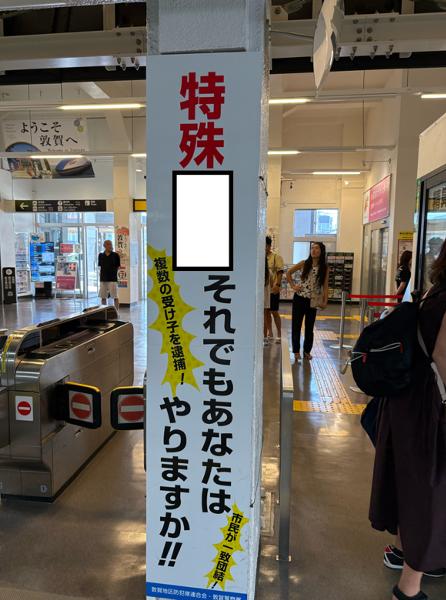 ようこそ
敦賀へ
特殊
複数の受け子を逮捕！
それでもあなたは
やりますか!!
市民が一致団結！
敦賀地区防犯隊連合会・敦賀警察署